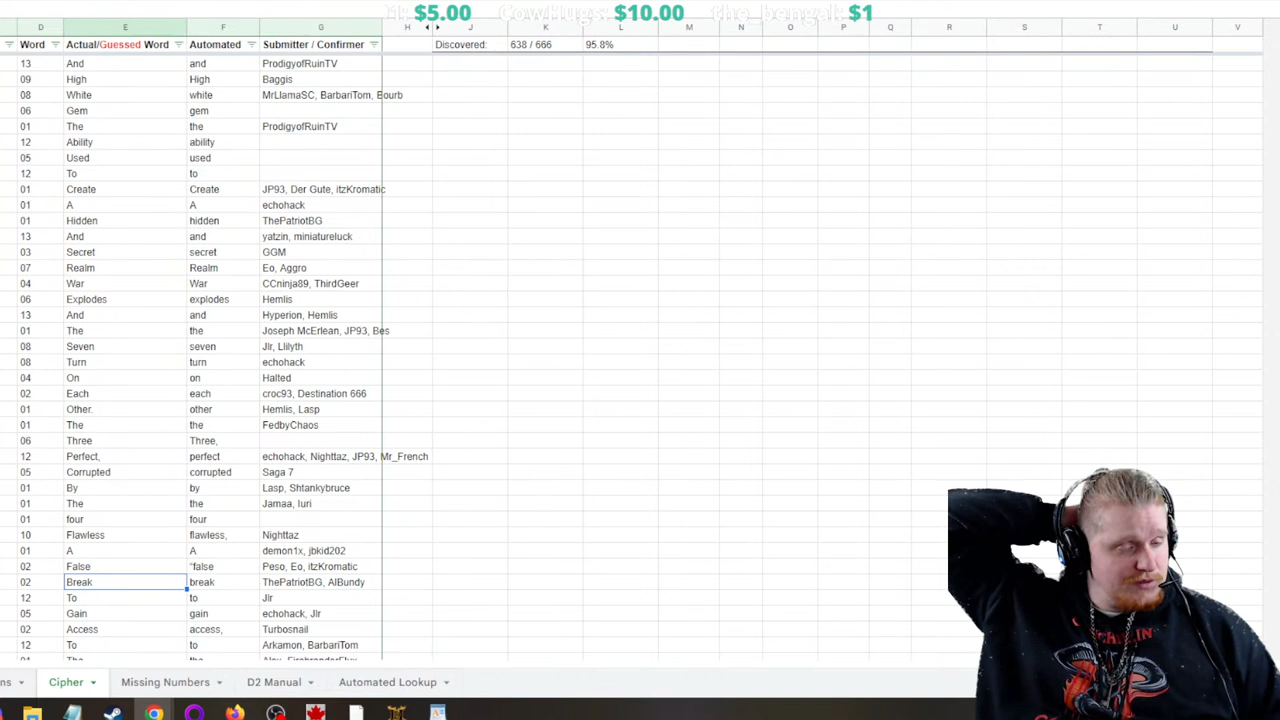 $5.00 CowHugs: $10.00 the_bengal: $1
D E F G H J K L M N O P Q R S T U V
Word Actual/Guessed Word Automated Submitter / Confirmer Discovered: 638 / 666 95.8%
13 And and ProdigyofRuinTV
09 High High Baggis
08 White white MrLlamaSC, BarbariTom, Bourb
06 Gem gem
01 The the ProdigyofRuinTV
12 Ability ability
05 Used used
12 To to
01 Create Create JP93, Der Gute, itzKromatic
01 A A echohack
01 Hidden hidden ThePatriotBG
13 And and yatzin, miniatureluck
03 Secret secret GGM
07 Realm Realm Eo, Aggro
04 War War CCninja89, ThirdGeer
06 Explodes explodes Hemlis
13 And and Hyperion, Hemlis
01 The the Joseph McErlean, JP93, Bes
08 Seven seven Jlr, Llilyth
08 Turn turn echohack
04 On on Halted
02 Each each croc93, Destination 666
01 Other. other Hemlis, Lasp
01 The the FedbyChaos
06 Three Three,
12 Perfect, perfect echohack, Nighttaz, JP93, Mr_French
05 Corrupted corrupted Saga 7
01 By by Lasp, Shtankybruce
01 The the Jamaa, Iuri
01 four four
10 Flawless flawless, Nighttaz
01 A A demon1x, jbkid202
02 False "false Peso, Eo, itzKromatic
02 Break break ThePatriotBG, AlBundy
12 To to Jlr
05 Gain gain echohack, Jlr
02 Access access, Turbosnail
12 To to Arkamon, BarbariTom
01 The the Alex, FirebranderFlux
ns Cipher Missing Numbers D2 Manual Automated Lookup